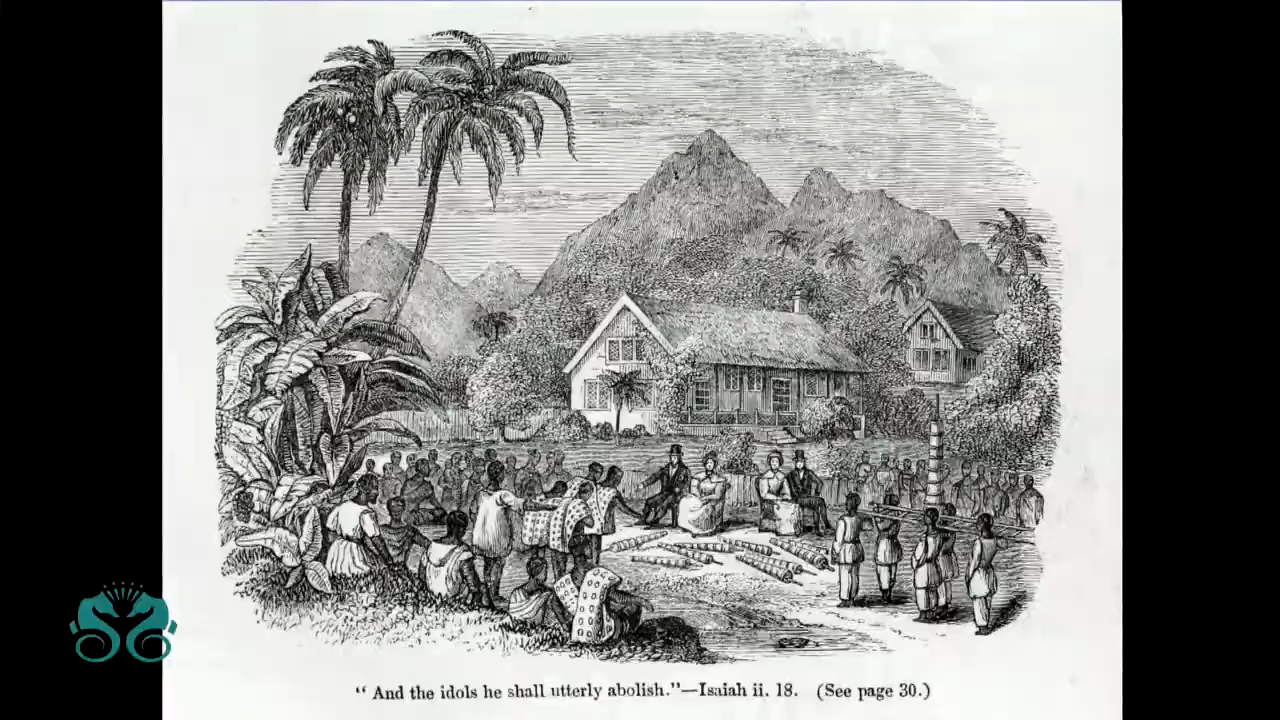 “ And the idols he shall utterly abolish.”—Isaiah ii. 18. (See page 30.)